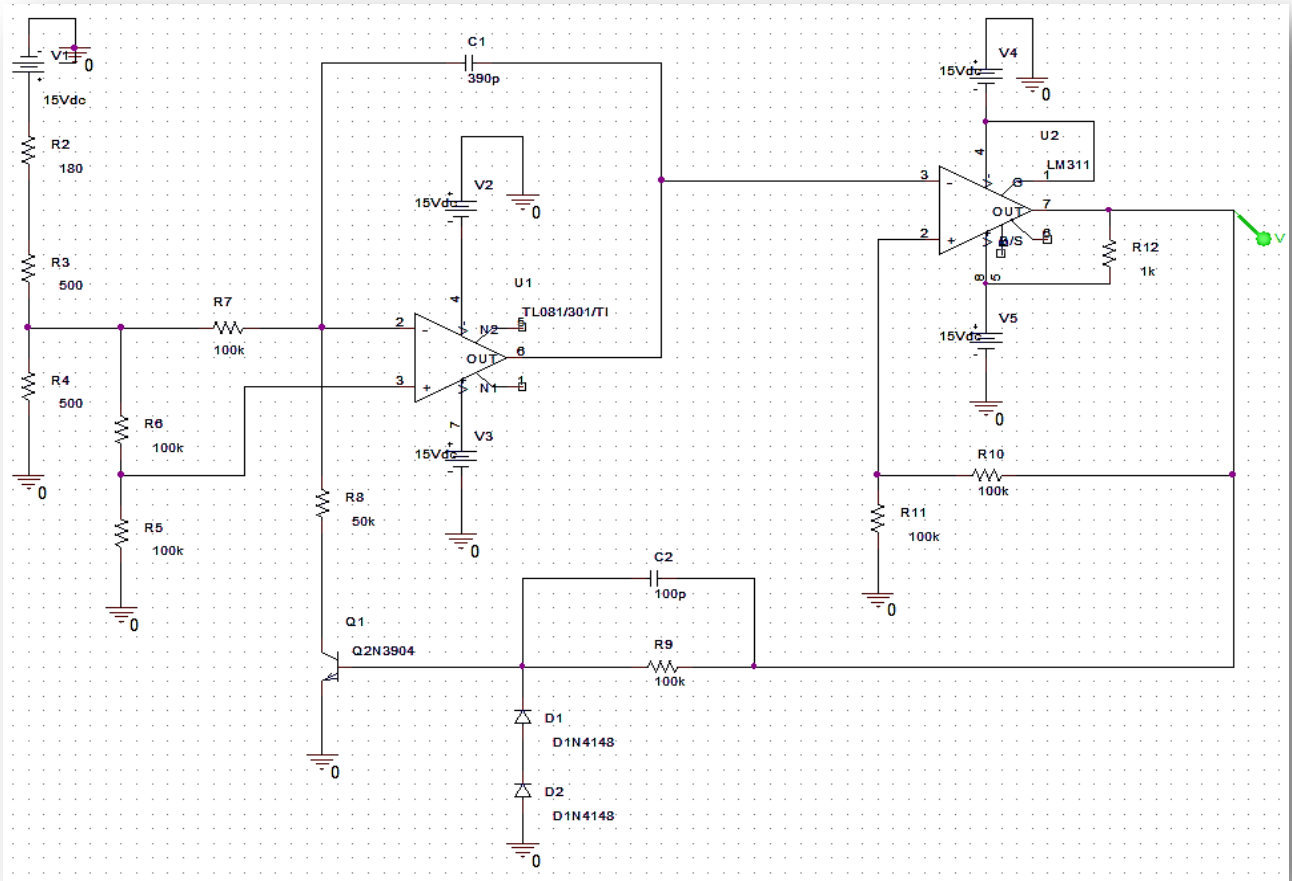 V1
-
+
0
15Vdc
R2
180
R3
500
R4
500
0
R7
100k
R6
100k
R5
100k
0
C1
390p
V2
15Vdc
+
-
0
U1
TL081/301/TI
4
2
-
3
+
N2
5
OUT
6
N1
1
7
V3
15Vdc
+
-
0
R8
50k
Q1
Q2N3904
0
C2
100p
R9
100k
D1
D1N4148
D2
D1N4148
0
V4
15Vdc
+
-
0
U2
LM311
4
3
-
G
1
OUT
7
2
+
B/S
6
8
5
R12
1k
V
V5
15Vdc
+
-
0
R10
100k
R11
100k
0